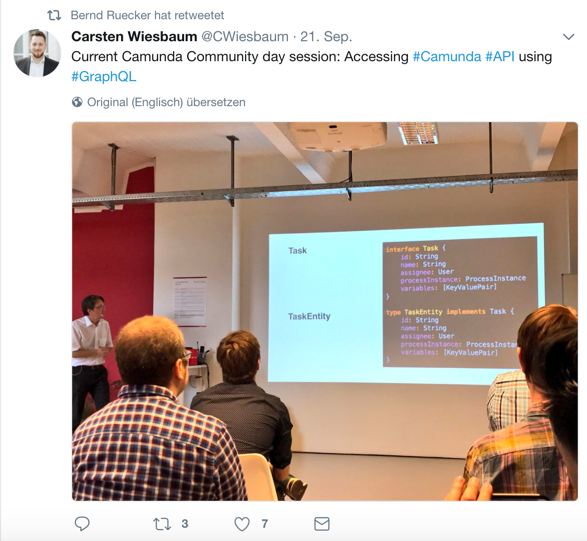 Bernd Ruecker hat retweetet
Carsten Wiesbaum @CWiesbaum · 21. Sep.
Current Camunda Community day session: Accessing #Camunda #API using
#GraphQL
Original (Englisch) übersetzen
Task
interface Task {
id: String
name: String
assignee: User
processInstance: ProcessInstance
variables: [KeyValuePair]
}
TaskEntity
type TaskEntity implements Task {
id: String
name: String
assignee: User
processInstance: ProcessInsta
variables: [KeyValuePair]
}
3
7